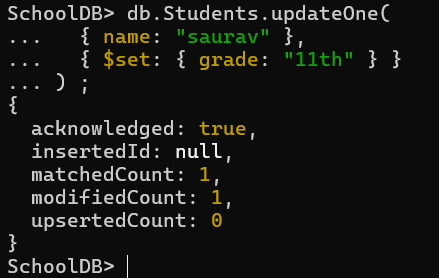 SchoolDB> db.Students.updateOne(
...   { name: "saurav" },
...   { $set: { grade: "11th" } }
... ) ;
{
  acknowledged: true,
  insertedId: null,
  matchedCount: 1,
  modifiedCount: 1,
  upsertedCount: 0
}
SchoolDB>